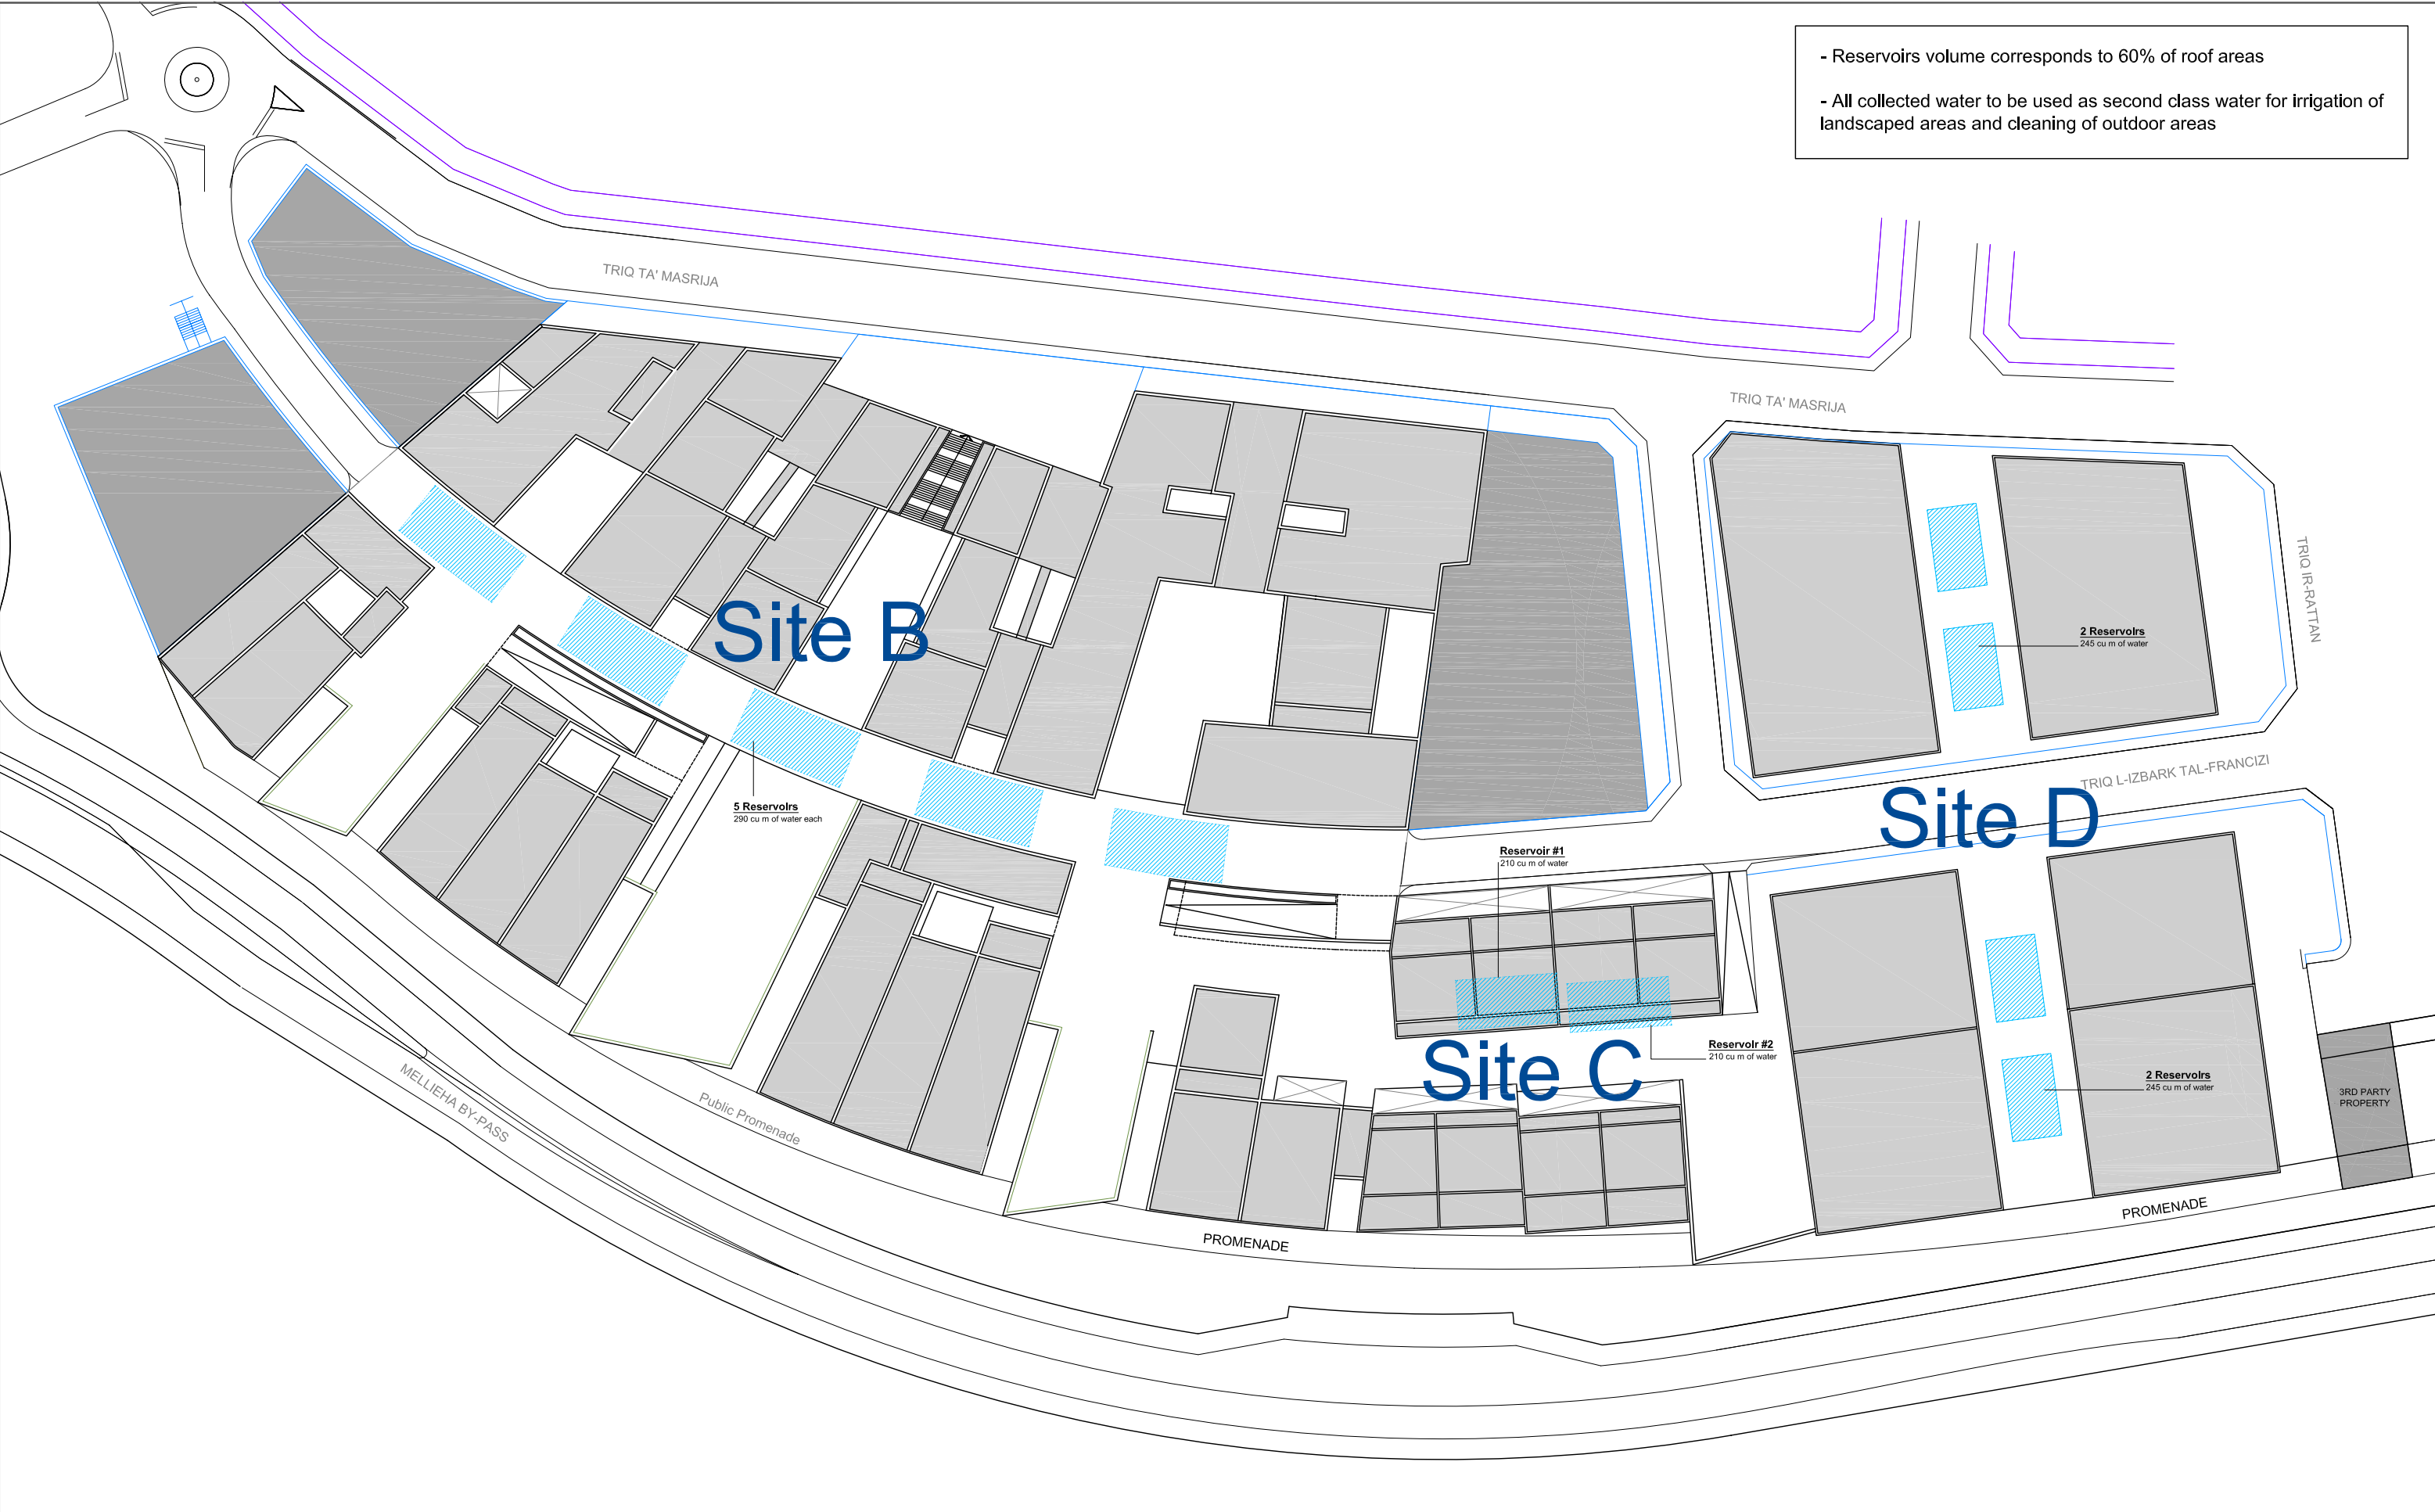 - Reservoirs volume corresponds to 60% of roof areas
- All collected water to be used as second class water for irrigation of
landscaped areas and cleaning of outdoor areas
TRIQ TA' MASRIJA
TRIQ TA' MASRIJA
TRIQ IR-RATTAN
Site B
2 Reservoirs
245 cu m of water
TRIQ L-IZBARK TAL-FRANCIZI
Site D
5 Reservoirs
290 cu m of water each
Reservoir #1
210 cu m of water
Reservoir #2
210 cu m of water
Site C
2 Reservoirs
245 cu m of water
3RD PARTY
PROPERTY
MELLIEHA BY-PASS
Public Promenade
PROMENADE
PROMENADE